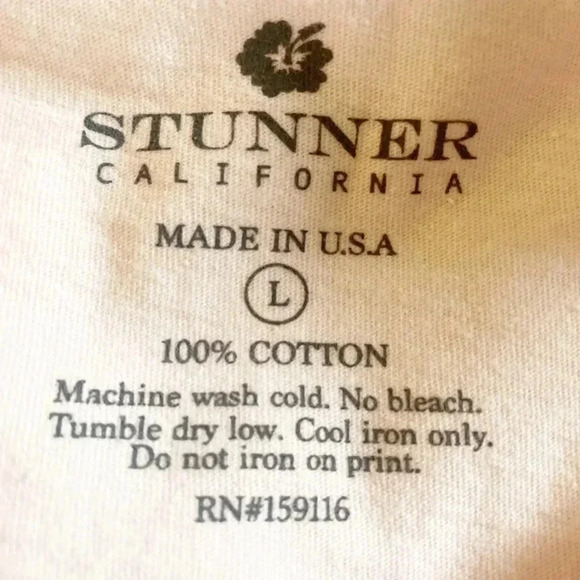 STUNNER
CALIFORNIA
MADE IN U.S.A
L
100% COTTON
Machine wash cold. No bleach.
Tumble dry low. Cool iron only.
Do not iron on print.
RN#159116